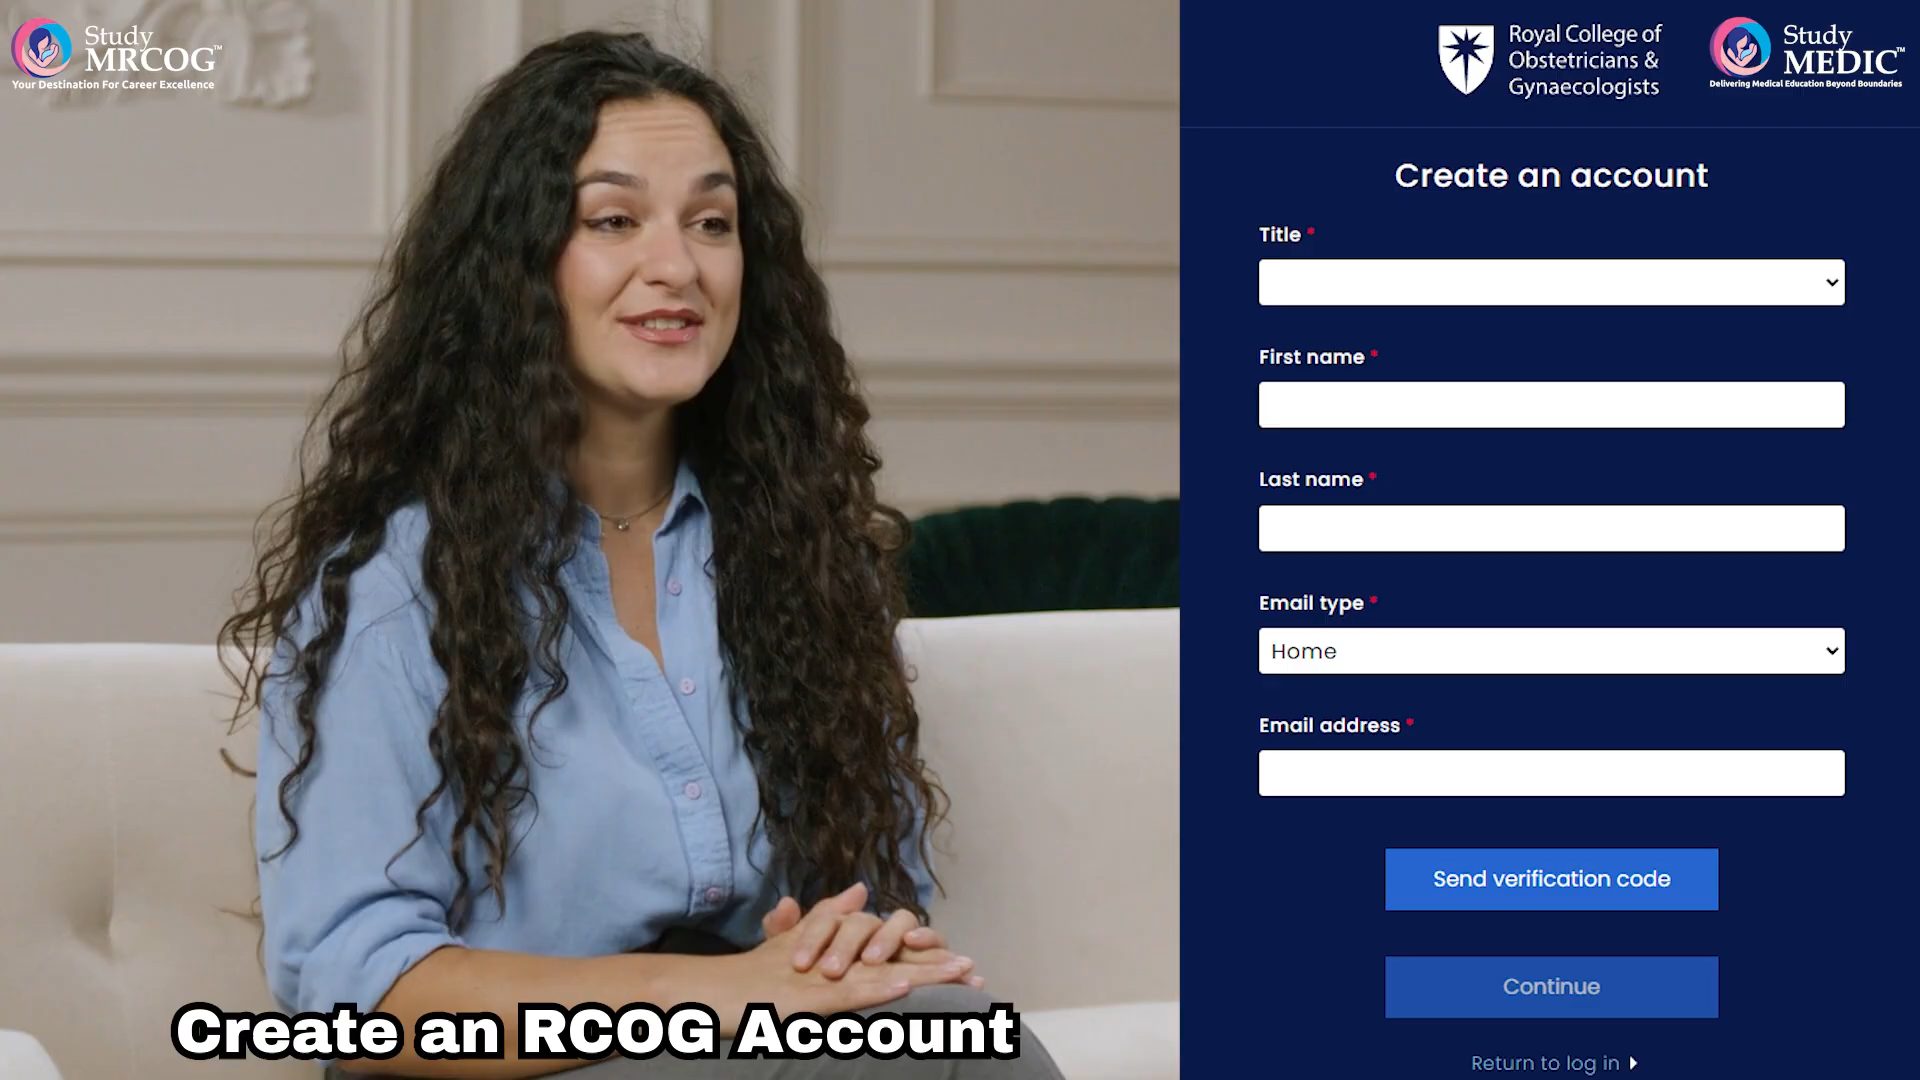 Study
MRCOG™
Your Destination For Career Excellence
Royal College of
Obstetricians &
Gynaecologists
Study
MEDIC™
Delivering Medical Education Beyond Boundaries
Create an account
Title *
First name *
Last name *
Email type *
Home
Email address *
Send verification code
Continue
Return to log in
Create an RCOG Account